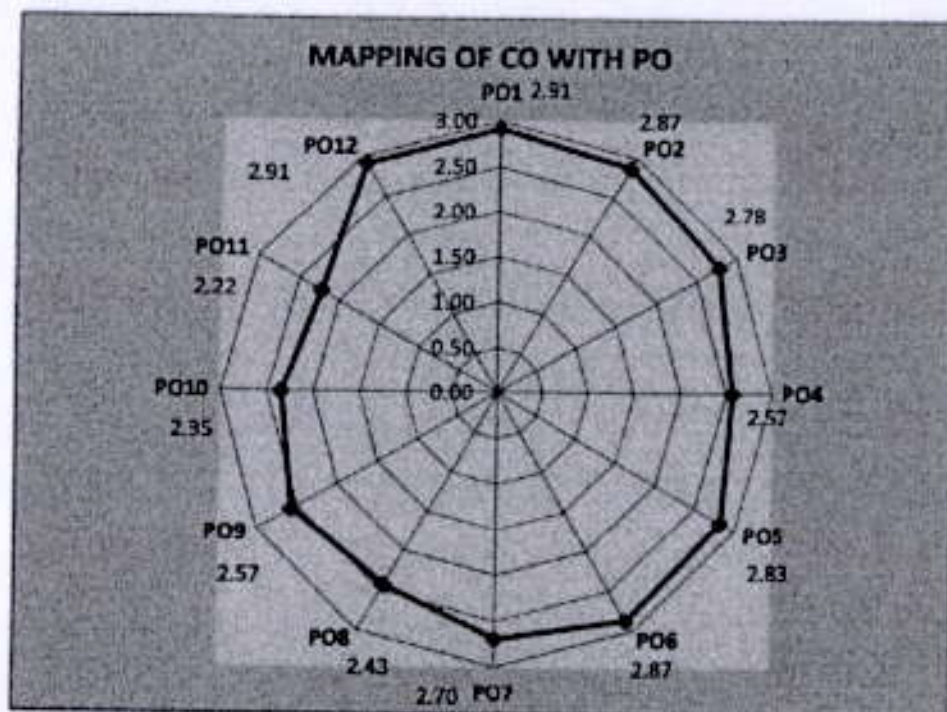 MAPPING OF CO WITH PO
PO1 2.91
2.87
PO2
2.78
PO3
PO4
2.57
PO5
2.83
PO6
2.87
2.70 PO7
PO8
2.43
PO9
2.57
PO10
2.35
PO11
2.22
PO12
2.91
3.00
2.50
2.00
1.50
1.00
0.50
0.00